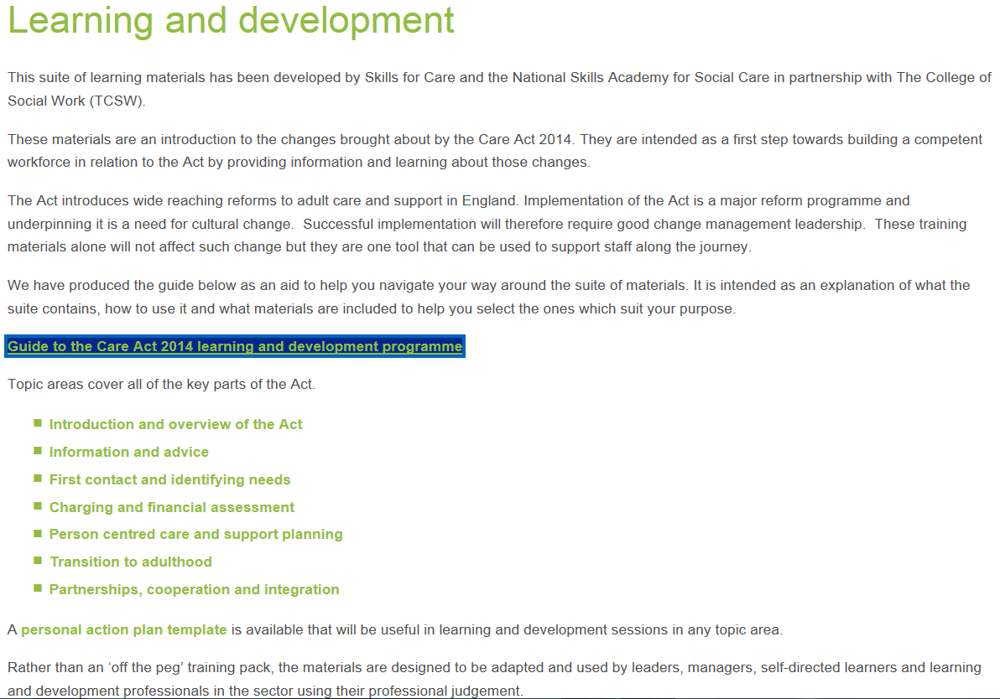 Learning and development
This suite of learning materials has been developed by Skills for Care and the National Skills Academy for Social Care in partnership with The College of
Social Work (TCSW).
These materials are an introduction to the changes brought about by the Care Act 2014. They are intended as a first step towards building a competent
workforce in relation to the Act by providing information and learning about those changes.
The Act introduces wide reaching reforms to adult care and support in England. Implementation of the Act is a major reform programme and
underpinning it is a need for cultural change.  Successful implementation will therefore require good change management leadership.  These training
materials alone will not affect such change but they are one tool that can be used to support staff along the journey.
We have produced the guide below as an aid to help you navigate your way around the suite of materials. It is intended as an explanation of what the
suite contains, how to use it and what materials are included to help you select the ones which suit your purpose.
Guide to the Care Act 2014 learning and development programme
Topic areas cover all of the key parts of the Act.
Introduction and overview of the Act
Information and advice
First contact and identifying needs
Charging and financial assessment
Person centred care and support planning
Transition to adulthood
Partnerships, cooperation and integration
A personal action plan template is available that will be useful in learning and development sessions in any topic area.
Rather than an ‘off the peg’ training pack, the materials are designed to be adapted and used by leaders, managers, self-directed learners and learning
and development professionals in the sector using their professional judgement.